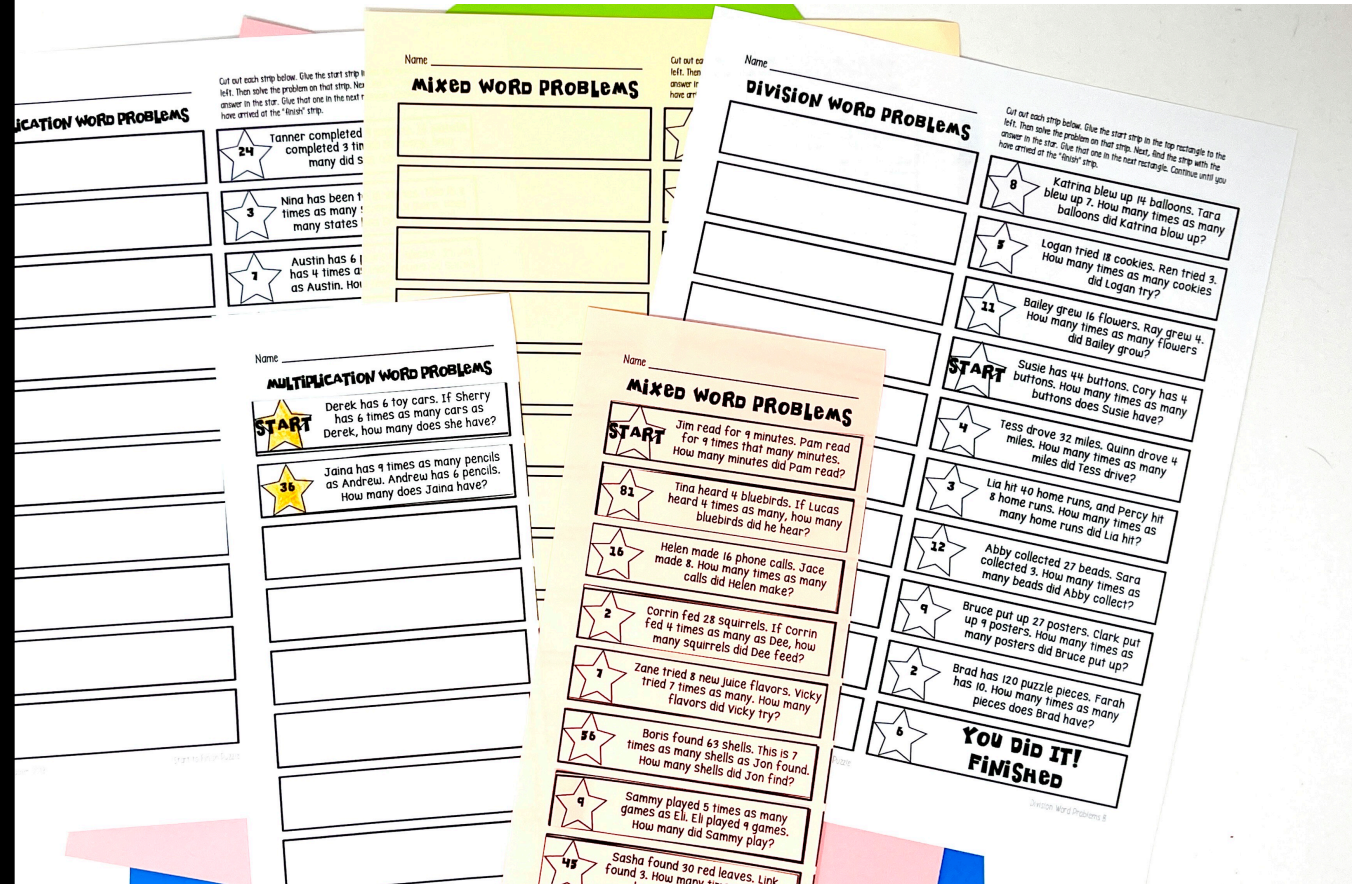 ICATION WORD PROBLEMS
Cut out each strip below. Glue the start strip in
left. Then solve the problem on that strip. Nex
answer in the star. Glue that one in the next r
have arrived at the "finish" strip.
24
Tanner completed
completed 3 tim
many did S
3
Nina has been t
times as many
many states
7
Austin has 6
has 4 times a
as Austin. Ho
Name
MIXED WORD PROBLEMS
Cut out ea
left. Then
answer in
have arr
Name
DIVISION WORD PROBLEMS
Cut out each strip below. Glue the start strip in the top rectangle to the
left. Then solve the problem on that strip. Next, find the strip with the
answer in the star. Glue that one in the next rectangle. Continue until you
have arrived at the "finish" strip.
8
Katrina blew up 14 balloons. Tara
blew up 7. How many times as many
balloons did Katrina blow up?
5
Logan tried 18 cookies. Ren tried 3.
How many times as many cookies
did Logan try?
11
Bailey grew 16 flowers. Ray grew 4.
How many times as many flowers
did Bailey grow?
START
Susie has 44 buttons. Cory has 4
buttons. How many times as many
buttons does Susie have?
4
Tess drove 32 miles. Quinn drove 4
miles. How many times as many
miles did Tess drive?
3
Lia hit 40 home runs, and Percy hit
8 home runs. How many times as
many home runs did Lia hit?
12
Abby collected 27 beads. Sara
collected 3. How many times as
many beads did Abby collect?
9
Bruce put up 27 posters. Clark put
up 9 posters. How many times as
many posters did Bruce put up?
2
Brad has 120 puzzle pieces. Farah
has 10. How many times as many
pieces does Brad have?
6
YOU DID IT!
FINISHED
Division Word Problems B
Name
MULTIPLICATION WORD PROBLEMS
START
Derek has 6 toy cars. If Sherry
has 6 times as many cars as
Derek, how many does she have?
36
Jaina has 9 times as many pencils
as Andrew. Andrew has 6 pencils.
How many does Jaina have?
Name
MIXED WORD PROBLEMS
START
Jim read for 9 minutes. Pam read
for 9 times that many minutes.
How many minutes did Pam read?
81
Tina heard 4 bluebirds. If Lucas
heard 4 times as many, how many
bluebirds did he hear?
16
Helen made 16 phone calls. Jace
made 8. How many times as many
calls did Helen make?
2
Corrin fed 28 squirrels. If Corrin
fed 4 times as many as Dee, how
many squirrels did Dee feed?
7
Zane tried 8 new juice flavors. Vicky
tried 7 times as many. How many
flavors did Vicky try?
56
Boris found 63 shells. This is 7
times as many shells as Jon found.
How many shells did Jon find?
9
Sammy played 5 times as many
games as Eli. Eli played 9 games.
How many did Sammy play?
45
Sasha found 30 red leaves. Link
found 3. How many tim